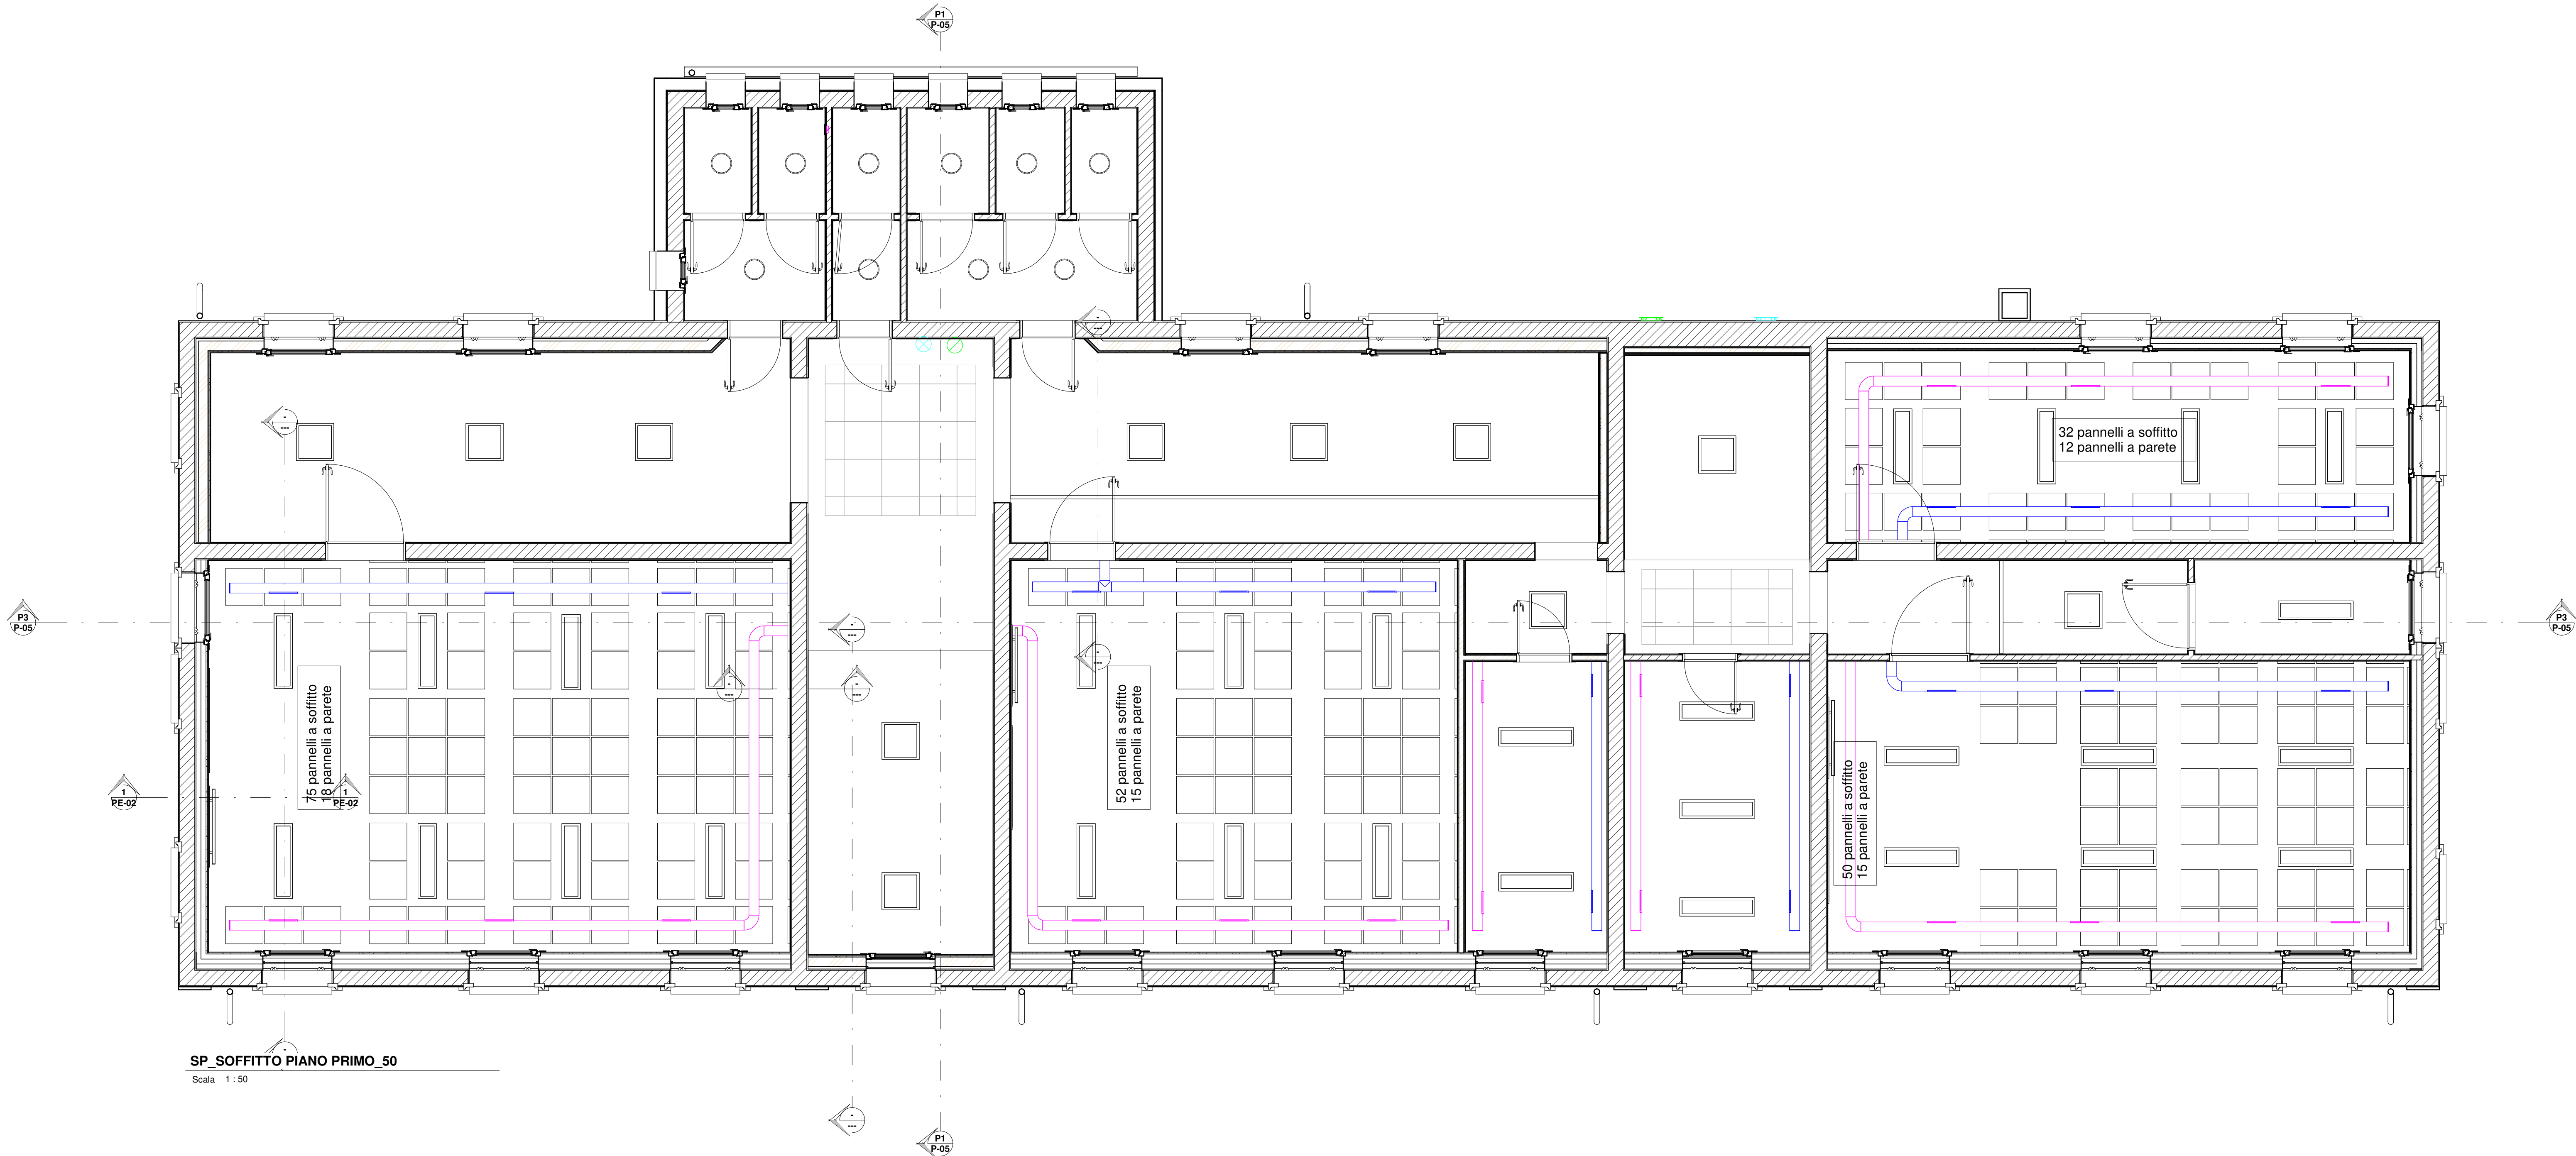 P1
P-05
-
---
-
---
32 pannelli a soffitto
12 pannelli a parete
P3
P-05
-
---
P3
P-05
-
---
-
---
-
---
75 pannelli a soffitto
18 pannelli a parete
52 pannelli a soffitto
15 pannelli a parete
50 pannelli a soffitto
15 pannelli a parete
1
PE-02
1
PE-02
-
SP_SOFFITTO PIANO PRIMO_50
Scala 1 : 50
-
---
P1
P-05